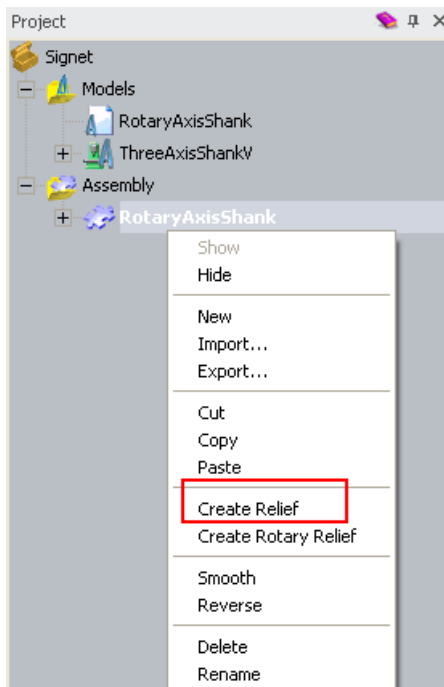 Project
Signet
Models
RotaryAxisShank
ThreeAxisShankV
Assembly
RotaryAxisShank
Show
Hide
New
Import...
Export...
Cut
Copy
Paste
Create Relief
Create Rotary Relief
Smooth
Reverse
Delete
Rename